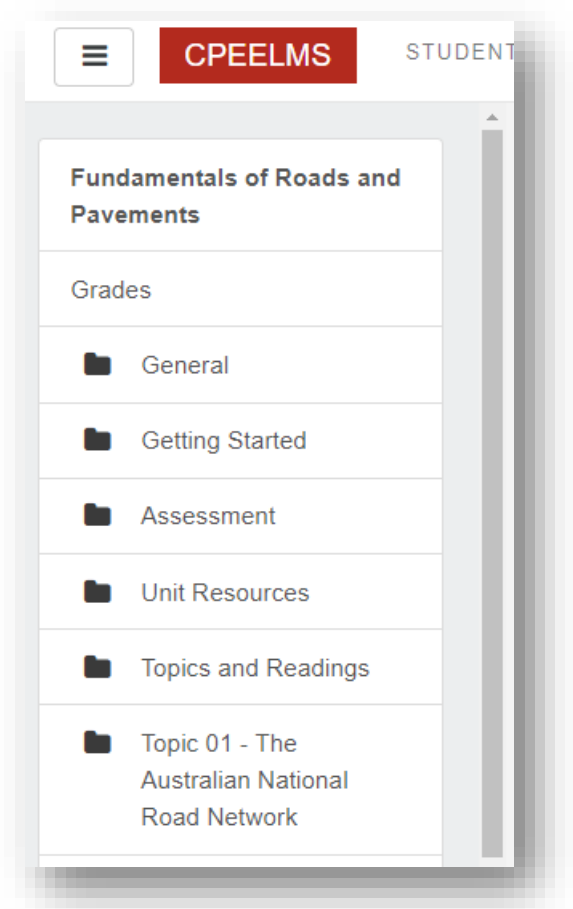 CPEELMS STUDENT
Fundamentals of Roads and
Pavements
Grades
General
Getting Started
Assessment
Unit Resources
Topics and Readings
Topic 01 - The
Australian National
Road Network